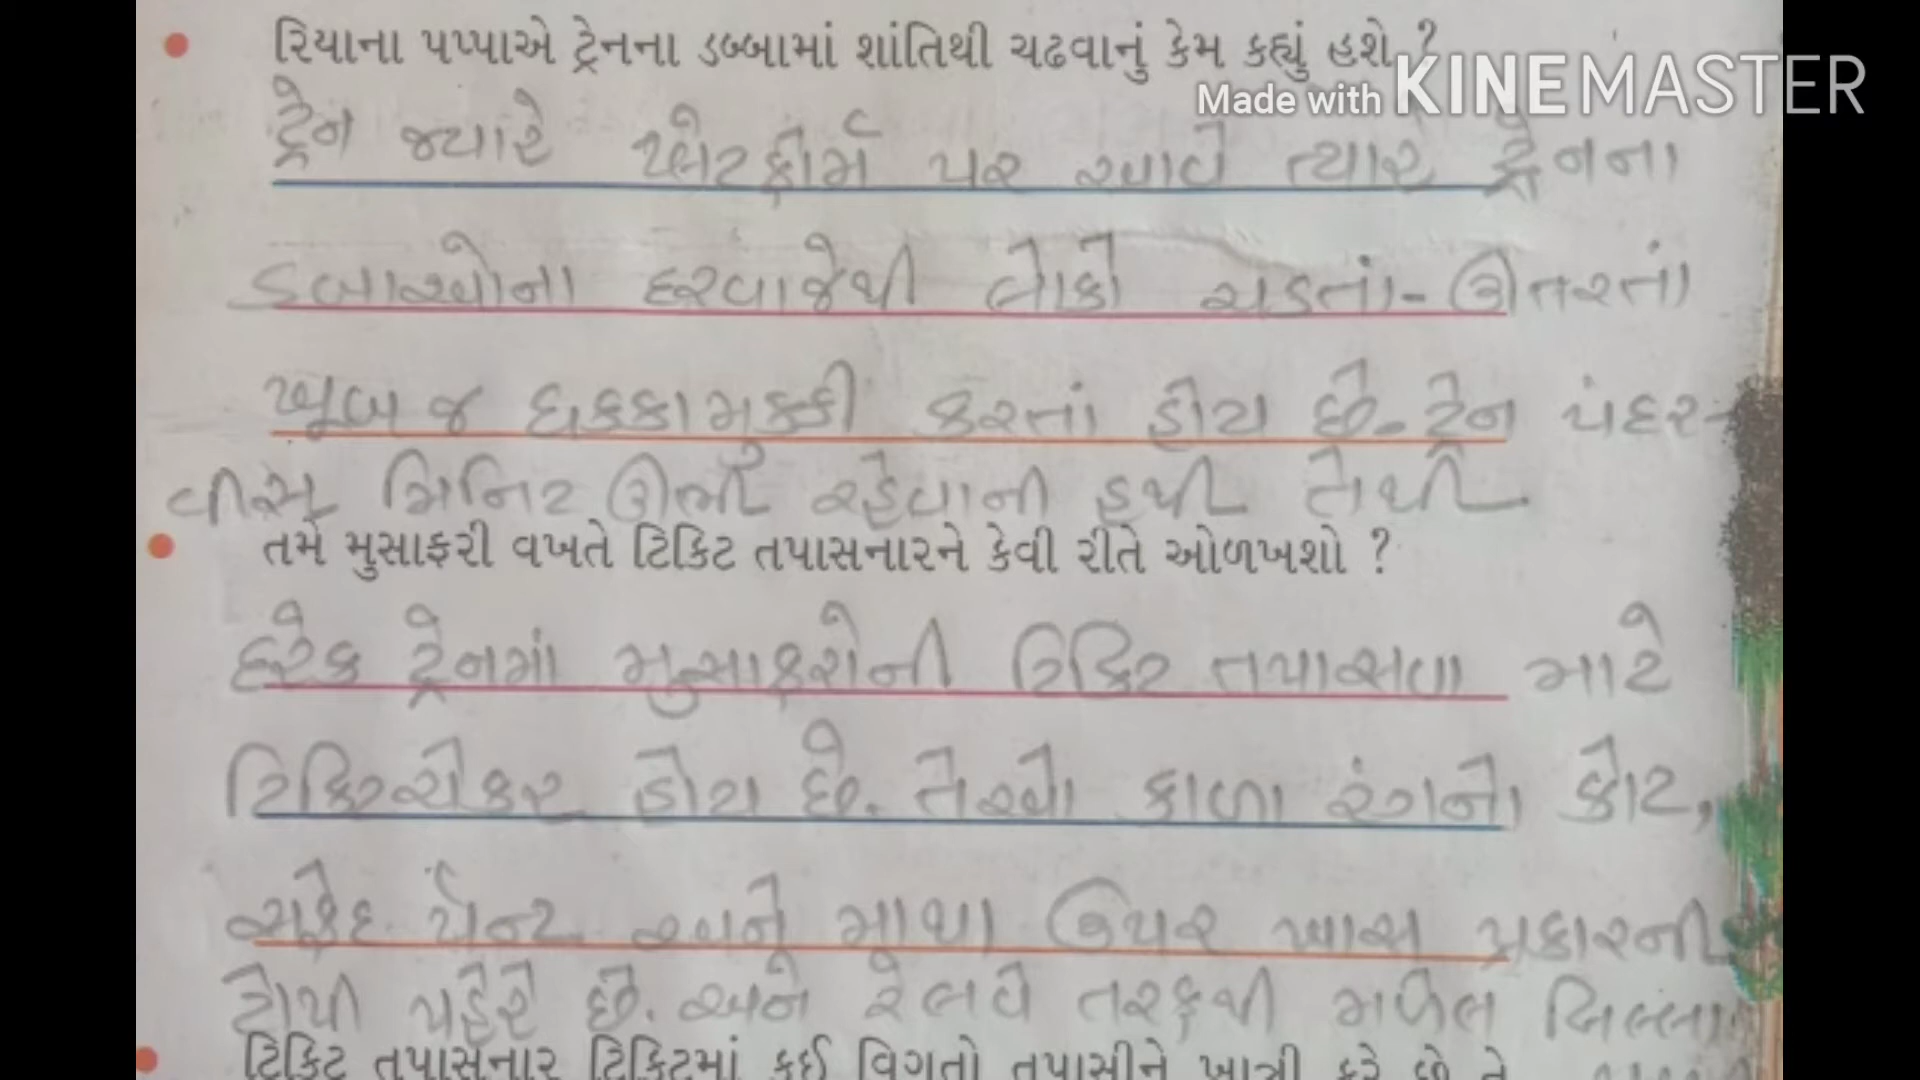 રિયાના પપ્પાએ ટ્રેનના ડબ્બામાં શાંતિથી ચઢવાનું કેમ કહ્યું હશે ?
Made with KINEMASTER
ટ્રેન જ્યારે પ્લેટફોર્મ પર આવે ત્યારે ટ્રેનના
ડબાઓના દરવાજેથી લોકો ચડતાં-ઊતરતાં
ખૂબ જ ધક્કામુક્કી કરતાં હોય છે. ટ્રેન પંદર-
વીસ મિનિટ ઊભી રહેવાની હથી તેથી
તમે મુસાફરી વખતે ટિકિટ તપાસનારને કેવી રીતે ઓળખશો ?
દરેક ટ્રેનમાં મુસાફરોની ટિકિટ તપાસવા માટે
ટિકિટચેકર હોય છે. તેઓ કાળા રંગનો કોટ,
સફેદ પેન્ટ અને માથા ઉપર ખાસ પ્રકારની
ટોપી પહેરે છે. અને રેલવે તરફથી મળેલ બિલ્લા
ટિકિટ તપાસનાર ટિકિટમાં કઈ વિગતો તપાસીને ખાત્રી કરે છે તે